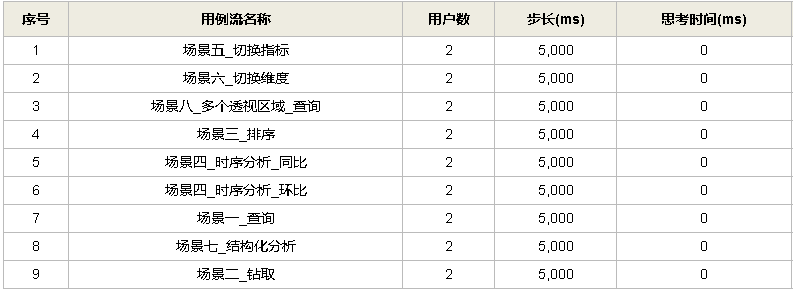 序号 用例流名称 用户数 步长(ms) 思考时间(ms)
1 场景五_切换指标 2 5,000 0
2 场景六_切换维度 2 5,000 0
3 场景八_多个透视区域_查询 2 5,000 0
4 场景三_排序 2 5,000 0
5 场景四_时序分析_同比 2 5,000 0
6 场景四_时序分析_环比 2 5,000 0
7 场景一_查询 2 5,000 0
8 场景七_结构化分析 2 5,000 0
9 场景二_钻取 2 5,000 0